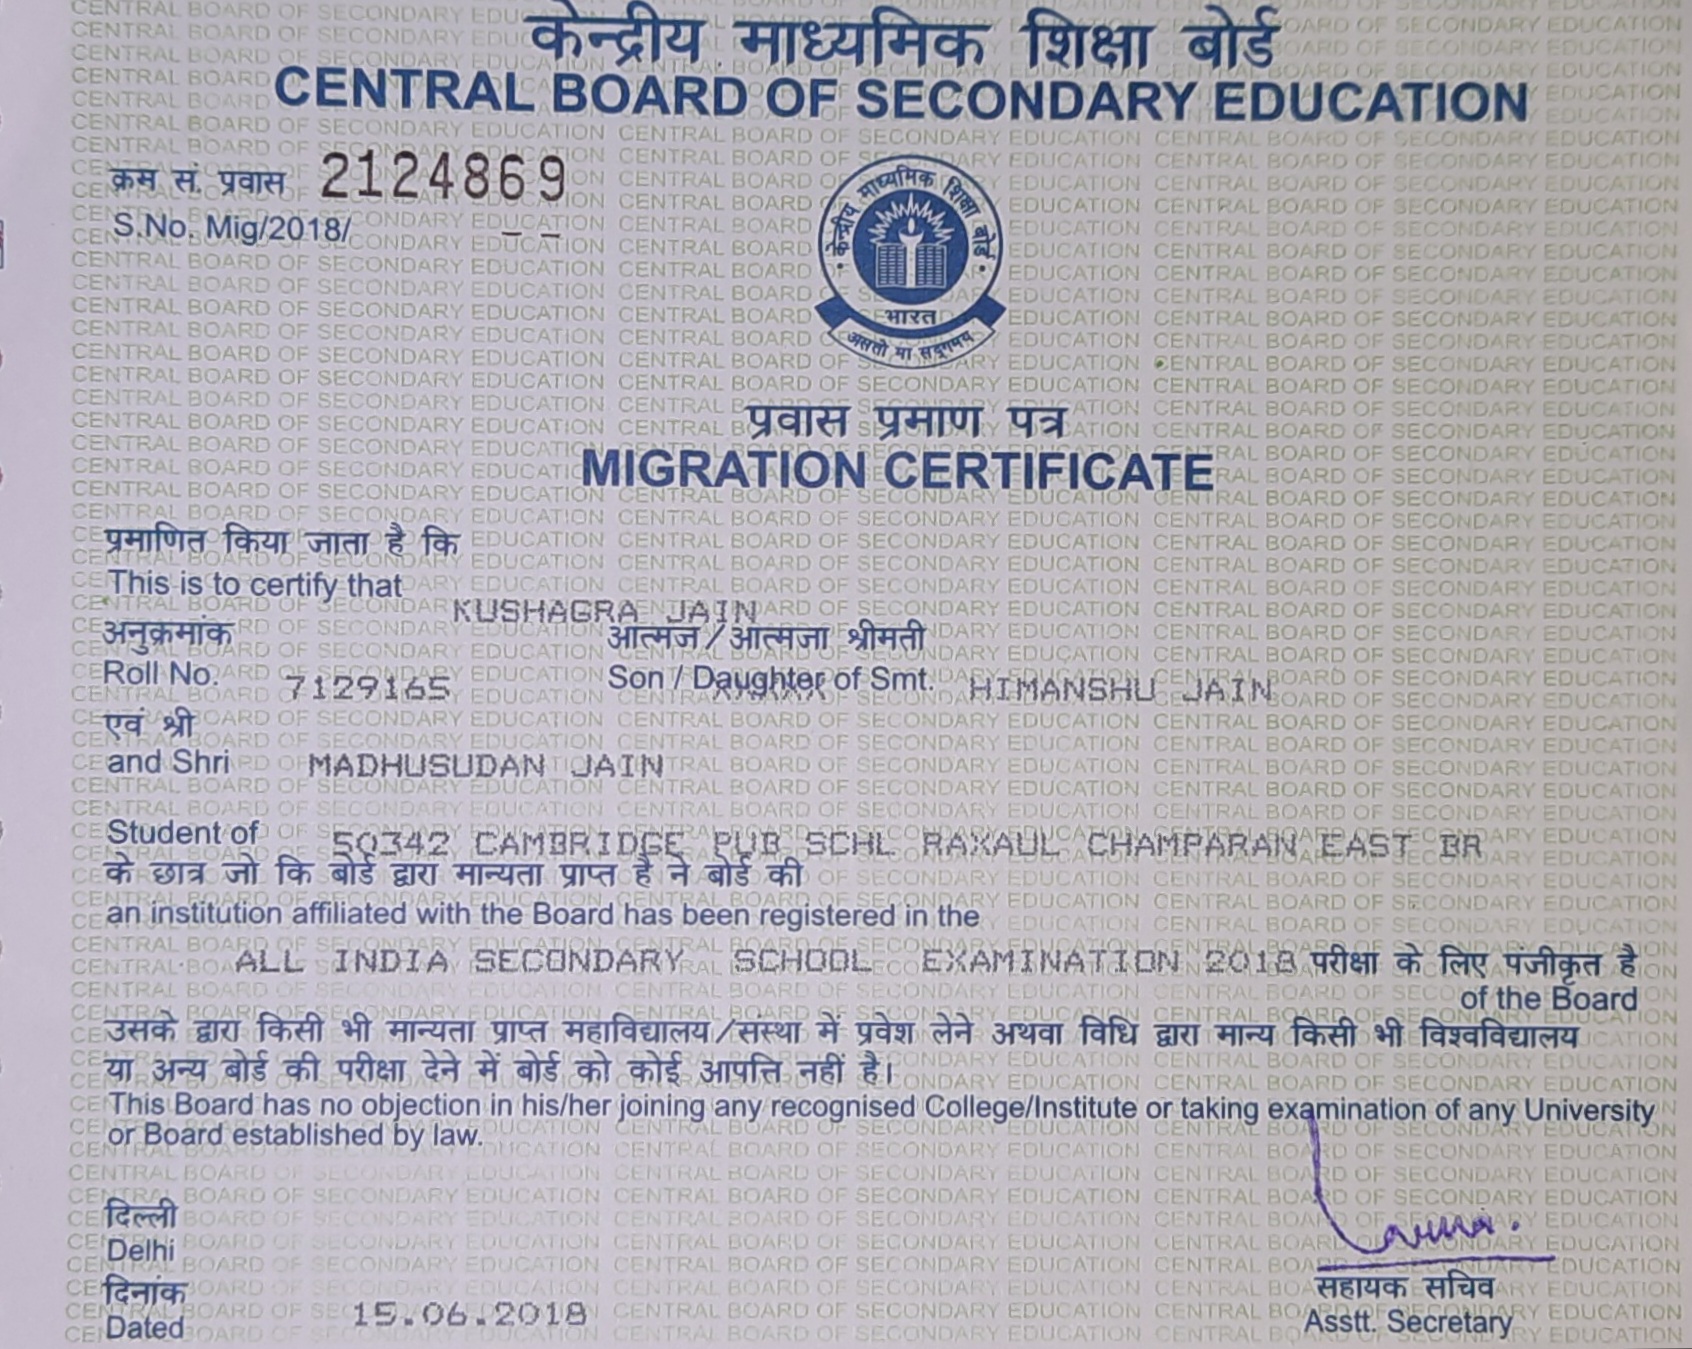 केन्द्रीय माध्यमिक शिक्षा बोर्ड
CENTRAL BOARD OF SECONDARY EDUCATION
क्रम सं. प्रवास 2124869
S.No. Mig/2018/ – –
केन्द्रीय माध्यमिक शिक्षा बोर्ड
भारत
असतो मा सद्गमय
प्रवास प्रमाण पत्र
MIGRATION CERTIFICATE
प्रमाणित किया जाता है कि
This is to certify that KUSHAGRA JAIN
अनुक्रमांक आत्मज / आत्मजा श्रीमती
Roll No. 7129165 Son / Daughter of Smt. HIMANSHU JAIN
एवं श्री
and Shri MADHUSUDAN JAIN
Student of 50342 CAMBRIDGE PUB SCHL RAXAUL CHAMPARAN EAST BR
के छात्र जो कि बोर्ड द्वारा मान्यता प्राप्त है ने बोर्ड की
an institution affiliated with the Board has been registered in the
ALL INDIA SECONDARY SCHOOL EXAMINATION 2018 परीक्षा के लिए पंजीकृत है
of the Board
उसके द्वारा किसी भी मान्यता प्राप्त महाविद्यालय/संस्था में प्रवेश लेने अथवा विधि द्वारा मान्य किसी भी विश्वविद्यालय
या अन्य बोर्ड की परीक्षा देने में बोर्ड को कोई आपत्ति नहीं है।
This Board has no objection in his/her joining any recognised College/Institute or taking examination of any University
or Board established by law.
दिल्ली
Delhi
दिनांक
Dated 15.06.2018
सहायक सचिव
Asstt. Secretary